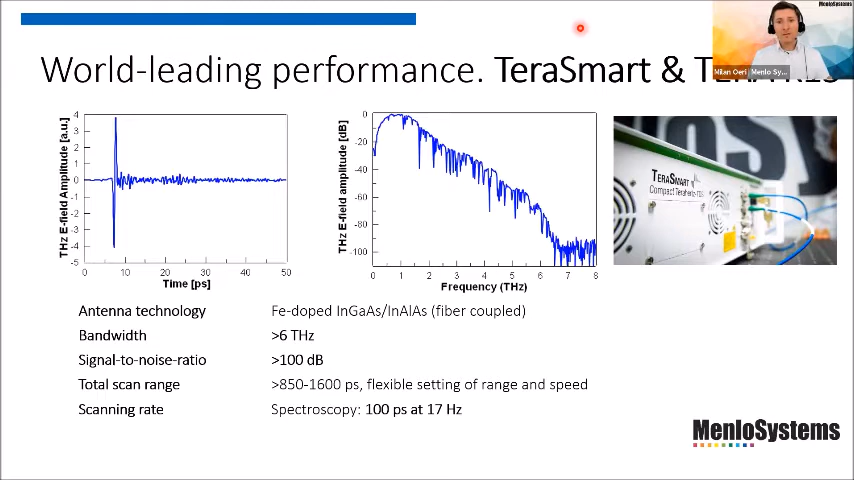 MenloSystems
Milan Oeri | Menlo Sy...
World-leading performance. TeraSmart &
THz E-field Amplitude [a.u.]
4
3
2
1
0
-1
-2
-3
-4
-5
0
10
20
30
40
50
Time [ps]
THz E-field amplitude [dB]
0
-20
-40
-60
-80
-100
0
1
2
3
4
5
6
7
8
Frequency (THz)
TERASMART
Compact Terahertz-TDS
Antenna technology Fe-doped InGaAs/InAlAs (fiber coupled)
Bandwidth >6 THz
Signal-to-noise-ratio >100 dB
Total scan range >850-1600 ps, flexible setting of range and speed
Scanning rate Spectroscopy: 100 ps at 17 Hz
MenloSystems